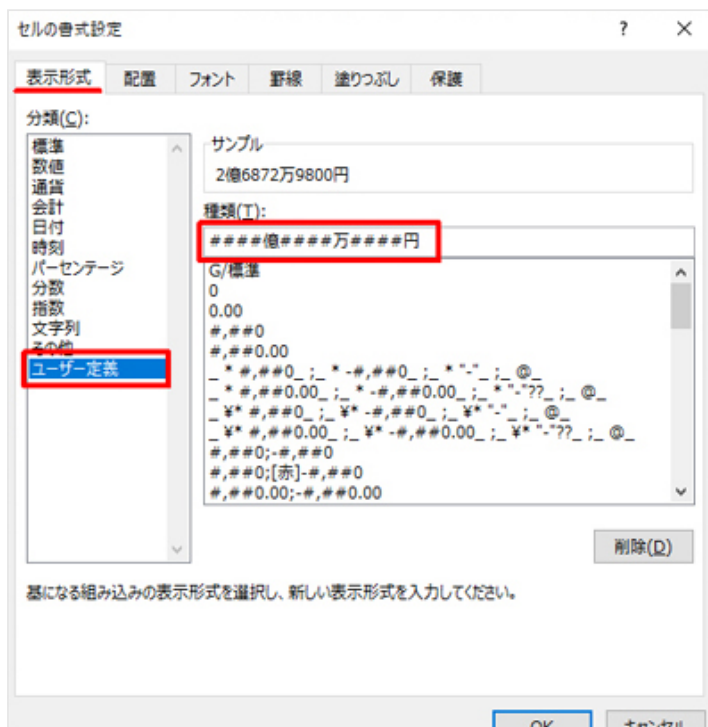 セルの書式設定 ? ×
表示形式 配置 フォント 罫線 塗りつぶし 保護
分類(C):
標準
数値
通貨
会計
日付
時刻
パーセンテージ
分数
指数
文字列
その他
ユーザー定義
サンプル
2億6872万9800円
種類(T):
####億####万####円
G/標準
0
0.00
#,##0
#,##0.00
_ * #,##0_ ;_ * -#,##0_ ;_ * "-"_ ;_ @_
_ * #,##0.00_ ;_ * -#,##0.00_ ;_ * "-"??_ ;_ @_
_ ¥* #,##0_ ;_ ¥* -#,##0_ ;_ ¥* "-"_ ;_ @_
_ ¥* #,##0.00_ ;_ ¥* -#,##0.00_ ;_ ¥* "-"??_ ;_ @_
#,##0;-#,##0
#,##0;[赤]-#,##0
#,##0.00;-#,##0.00
削除(D)
基になる組み込みの表示形式を選択し、新しい表示形式を入力してください。
OK キャンセル